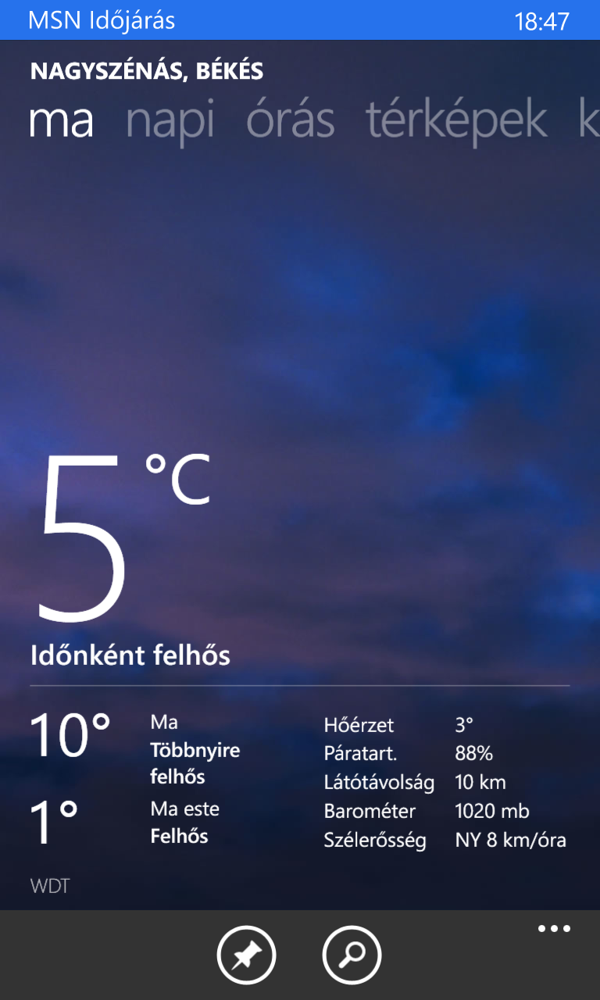 MSN Időjárás 18:47
NAGYSZÉNÁS, BÉKÉS
ma napi órás térképek k
5 °C
Időnként felhős
10° Ma
Többnyire
felhős
1° Ma este
Felhős
Hőérzet 3°
Páratart. 88%
Látótávolság 10 km
Barométer 1020 mb
Szélerősség NY 8 km/óra
WDT